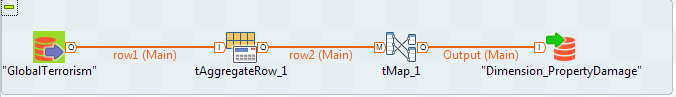 O row1 (Main) I O row2 (Main) M O Output (Main) I
"GlobalTerrorism" tAggregateRow_1 tMap_1 "Dimension_PropertyDamage"